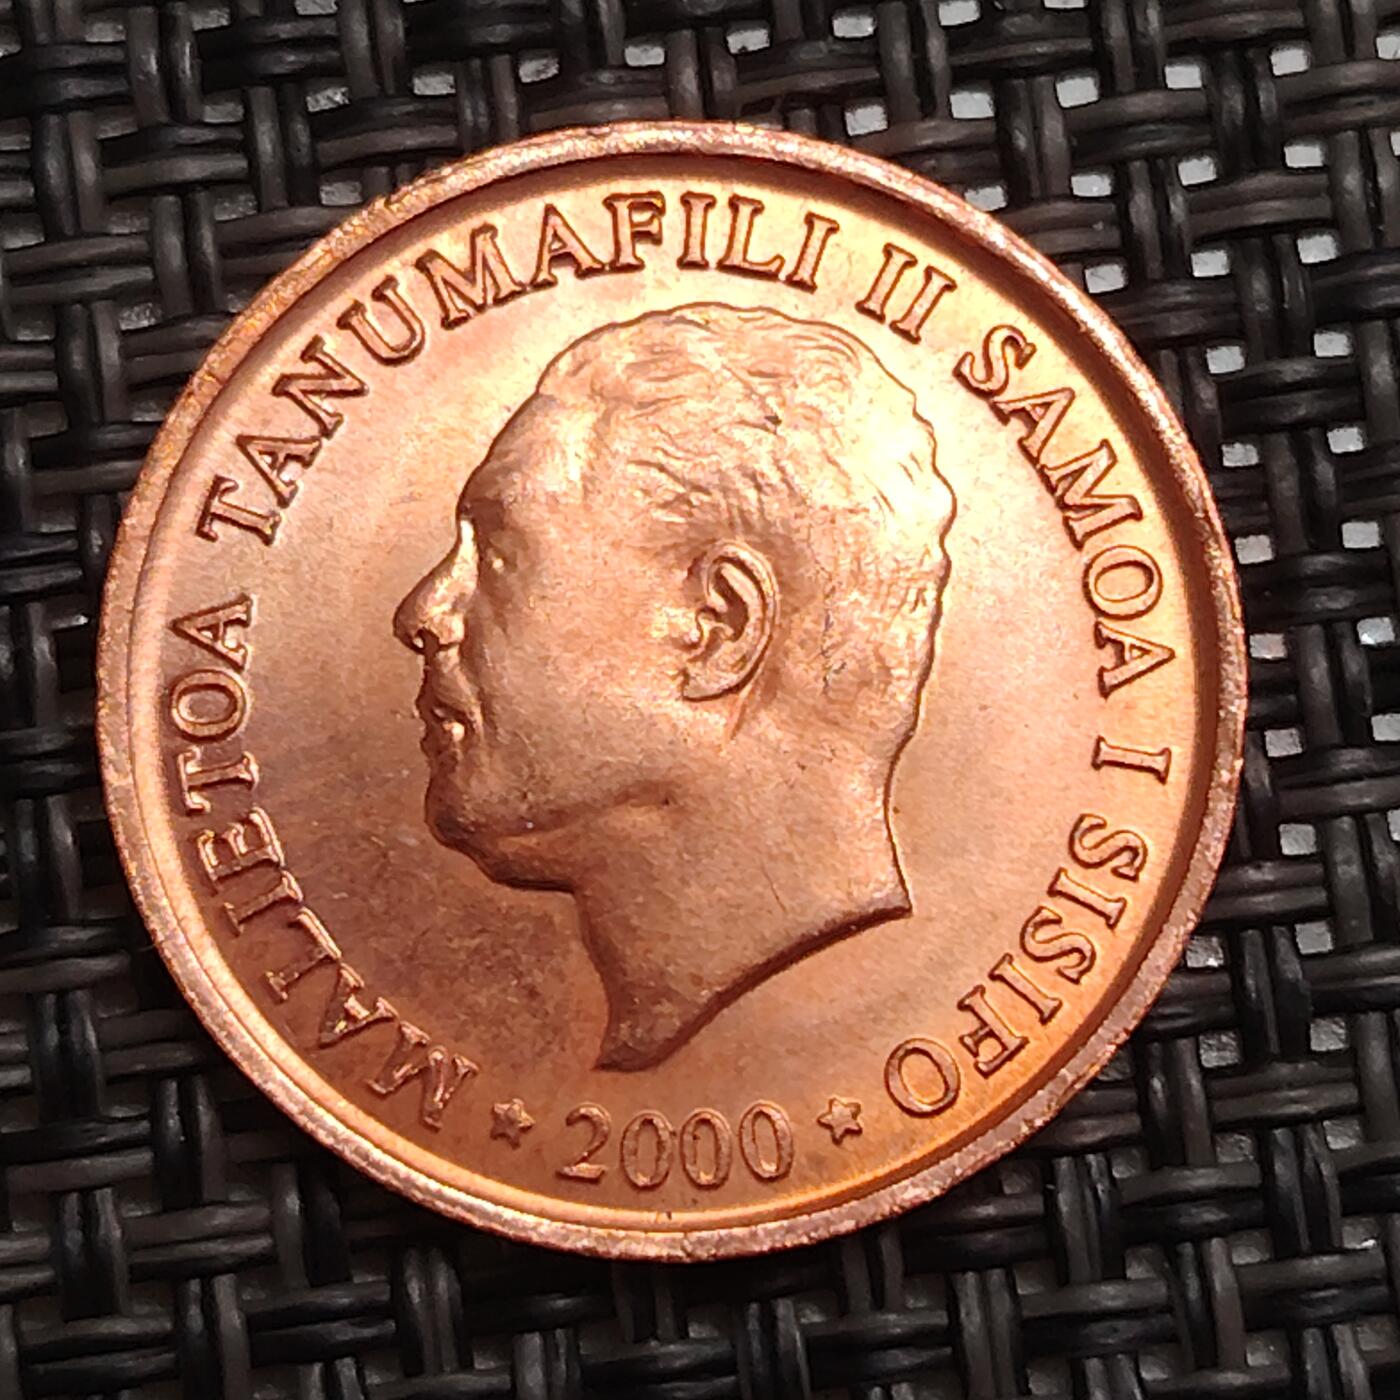 MALIETOA TANUMAFILI II SAMOA I SISIFO
★ 2000 ★